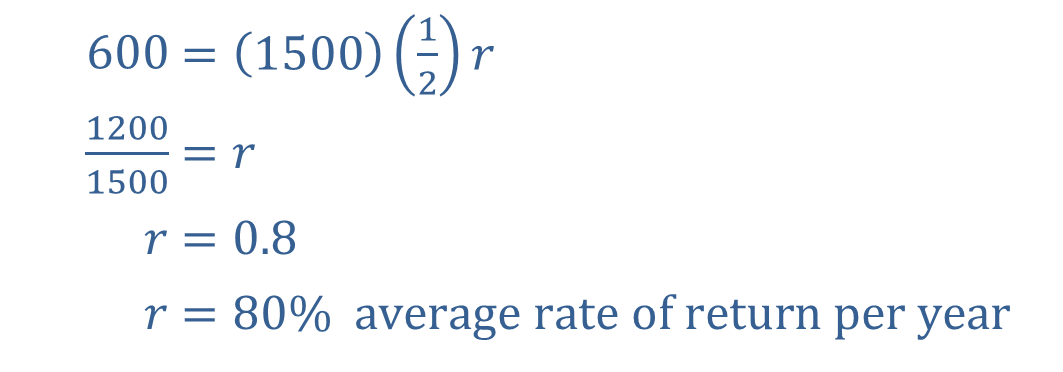 600 = (1500) (1/2) r
1200/1500 = r
r = 0.8
r = 80% average rate of return per year